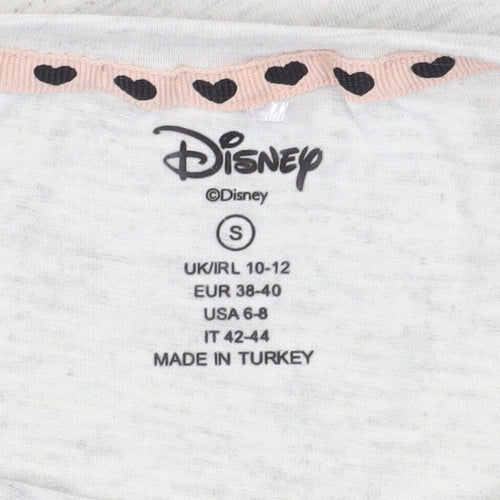 Disney
©Disney
S
UK/IRL 10-12
EUR 38-40
USA 6-8
IT 42-44
MADE IN TURKEY